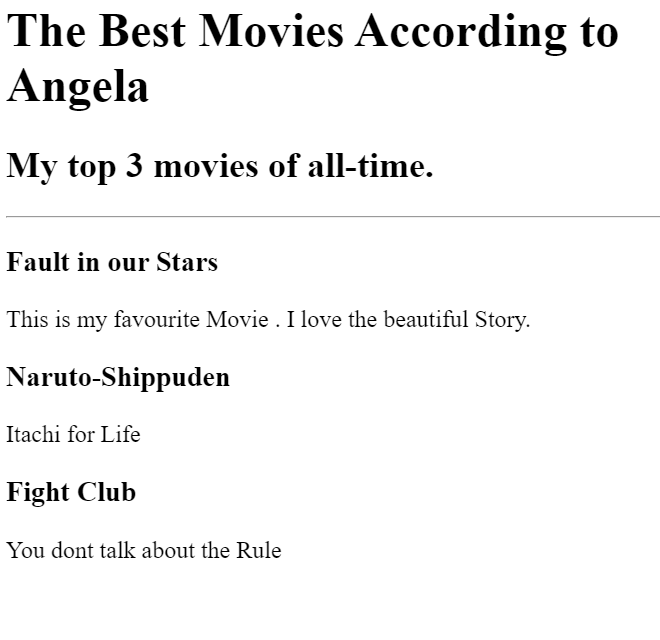 The Best Movies According to
Angela
My top 3 movies of all-time.
Fault in our Stars
This is my favourite Movie . I love the beautiful Story.
Naruto-Shippuden
Itachi for Life
Fight Club
You dont talk about the Rule